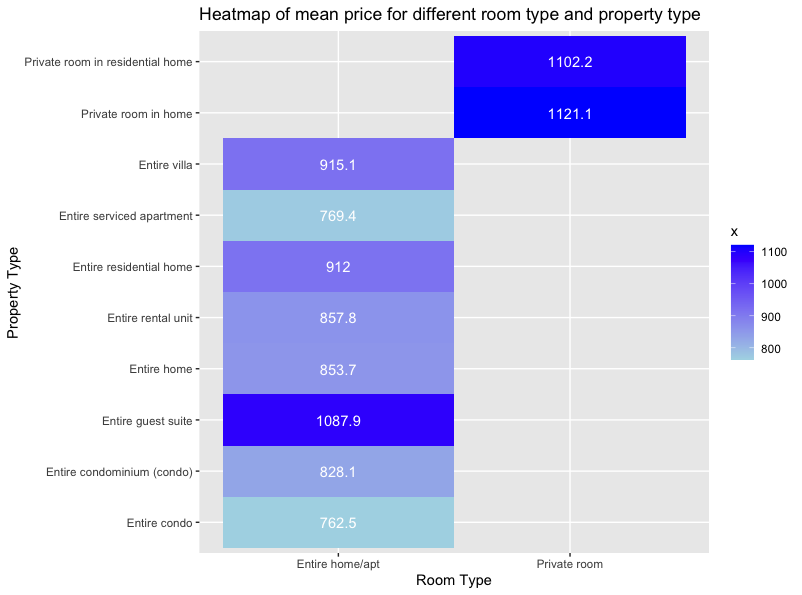 Heatmap of mean price for different room type and property type
Private room in residential home
1102.2
Private room in home
1121.1
Entire villa
915.1
Entire serviced apartment
769.4
Entire residential home
912
Entire rental unit
857.8
Entire home
853.7
Entire guest suite
1087.9
Entire condominium (condo)
828.1
Entire condo
762.5
Property Type
Entire home/apt
Private room
Room Type
x
1100
1000
900
800